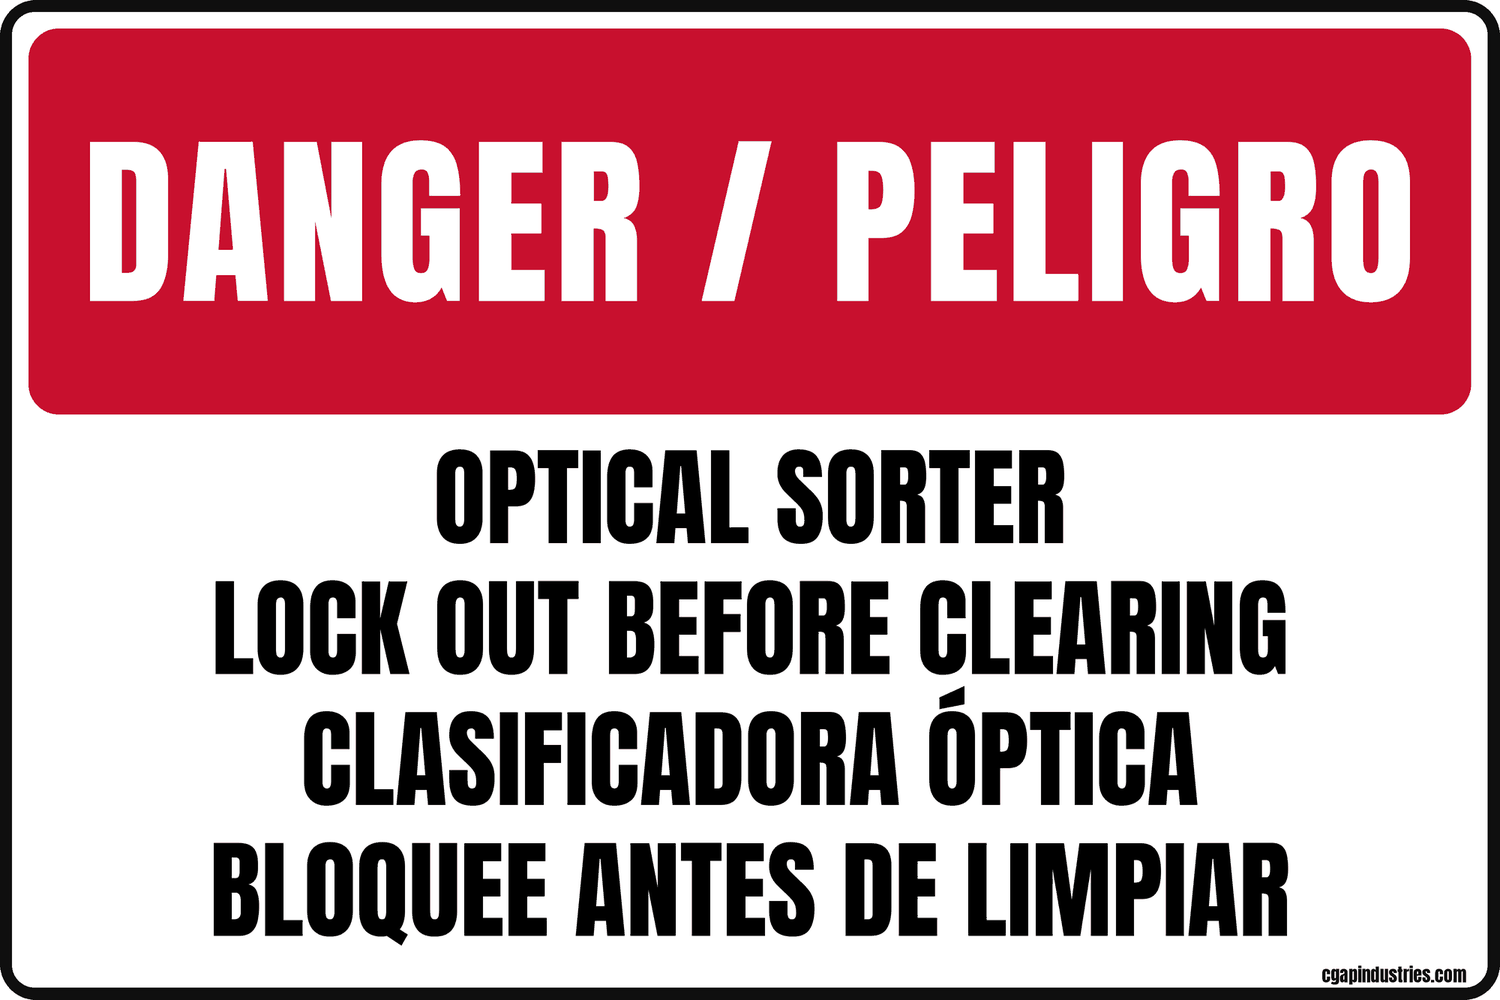 DANGER / PELIGRO
OPTICAL SORTER
LOCK OUT BEFORE CLEARING
CLASIFICADORA ÓPTICA
BLOQUEE ANTES DE LIMPIAR
cgapindustries.com